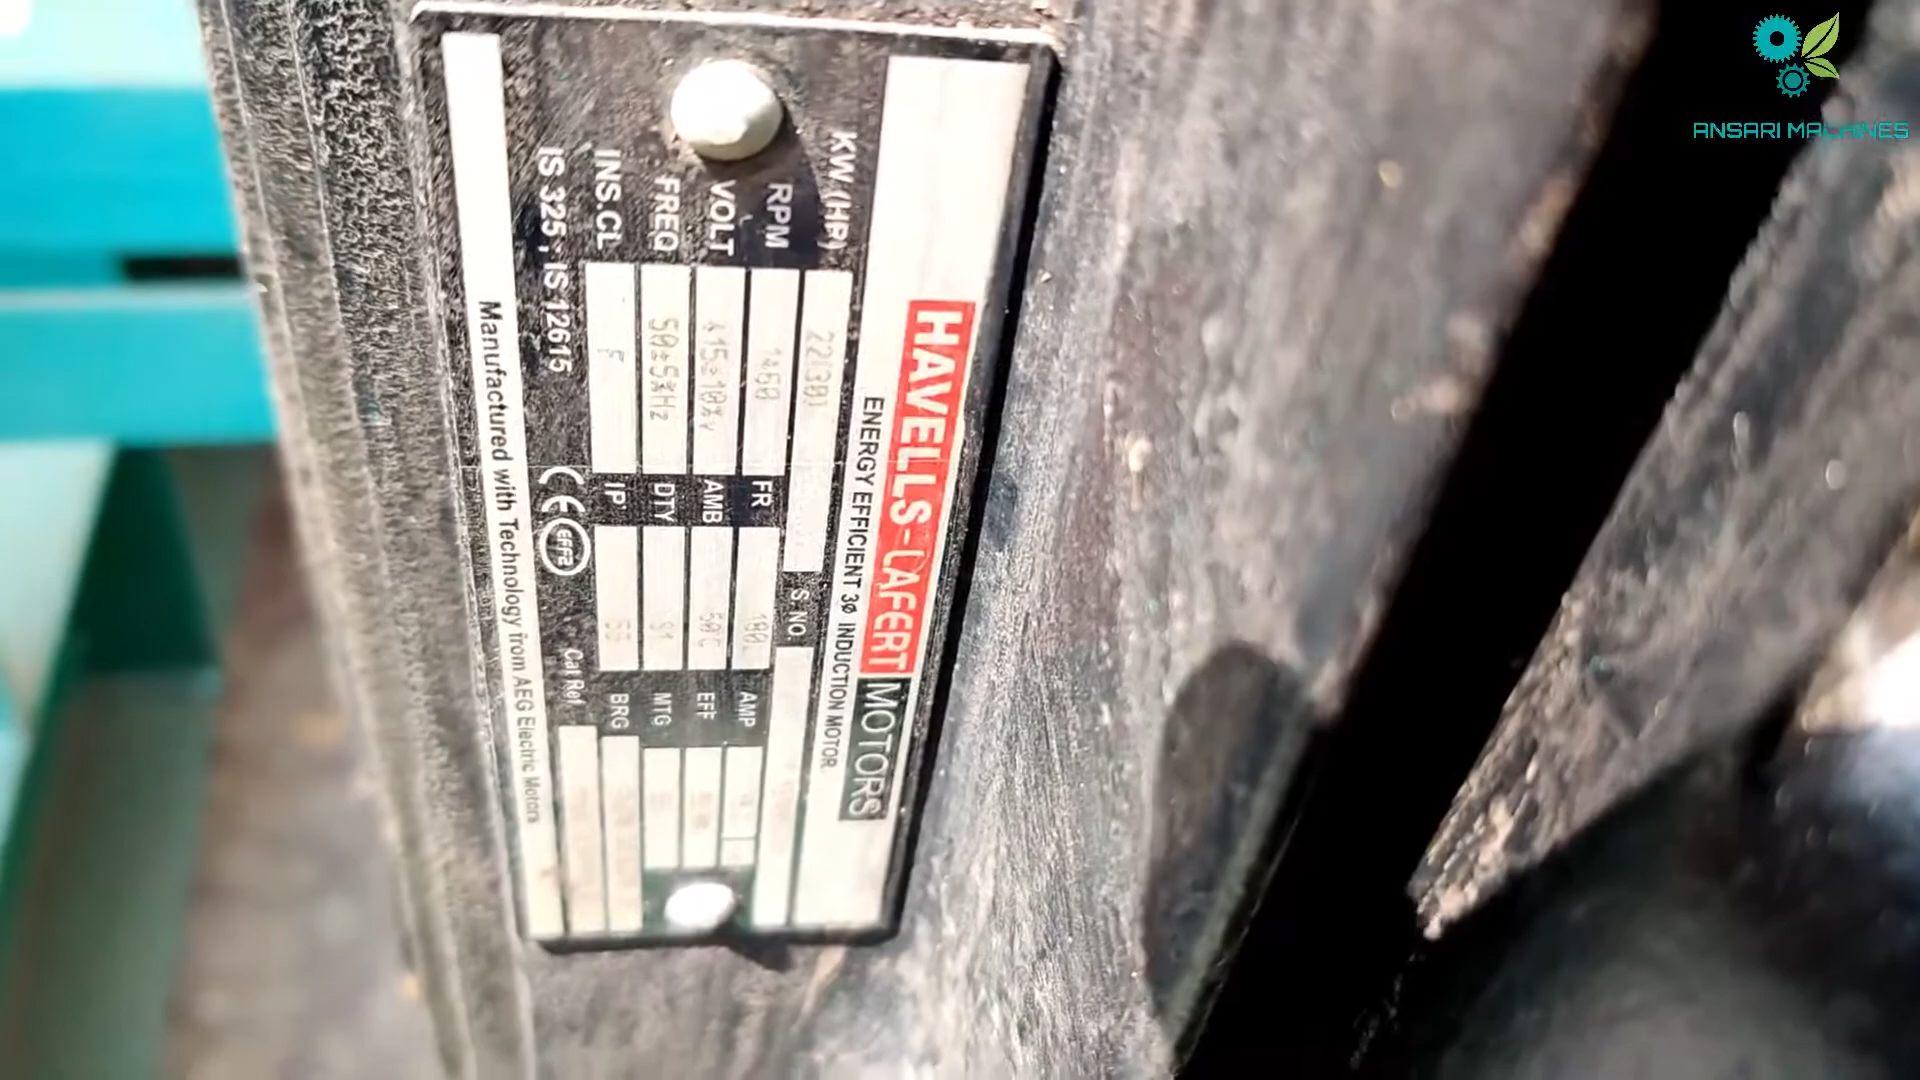 HAVELLS-LAFERT MOTORS
ENERGY EFFICIENT 3ø INDUCTION MOTOR
KW (HP) 22(30) S. NO.
RPM 1460 FR 180L AMP
VOLT 415±10%V AMB 50°C EFF
FREQ 50±5%Hz DTY S1 MTG
INS.CL F IP 55 BRG
IS 325, IS 12615 CE EFF2 Cat Ref
Manufactured with Technology from AEG Electric Motors
ANSARI MACHINES